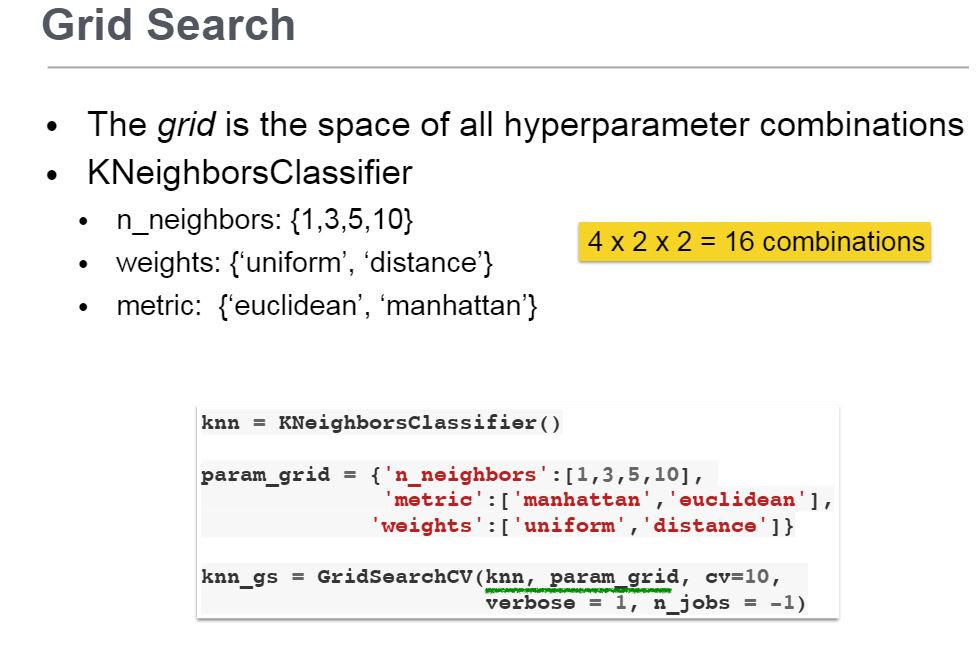 Grid Search
• The grid is the space of all hyperparameter combinations
• KNeighborsClassifier
• n_neighbors: {1,3,5,10}
• weights: {‘uniform’, ‘distance’}
• metric: {‘euclidean’, ‘manhattan’}
4 x 2 x 2 = 16 combinations
knn = KNeighborsClassifier()
param_grid = {'n_neighbors':[1,3,5,10],
'metric':['manhattan','euclidean'],
'weights':['uniform','distance']}
knn_gs = GridSearchCV(knn, param_grid, cv=10,
verbose = 1, n_jobs = -1)